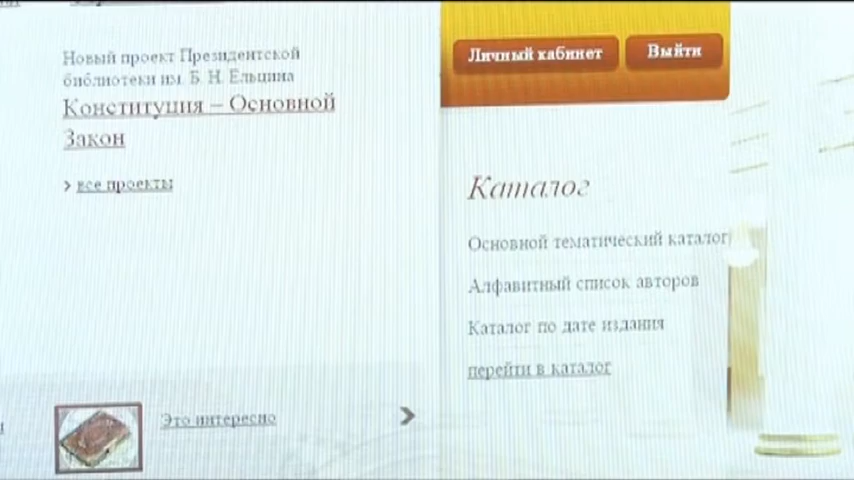 Новый проект Президентской
библиотеки им. Б. Н. Ельцина
Конституция – Основной
Закон
> все проекты
Личный кабинет
Выйти
Каталог
Основной тематический каталог
Алфавитный список авторов
Каталог по дате издания
перейти в каталог
Это интересно